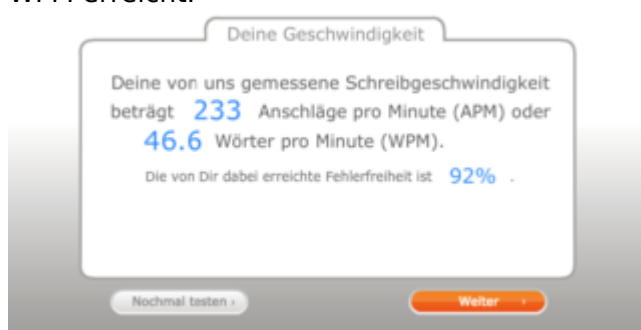 Deine Geschwindigkeit
Deine von uns gemessene Schreibgeschwindigkeit
beträgt 233 Anschläge pro Minute (APM) oder
46.6 Wörter pro Minute (WPM).
Die von Dir dabei erreichte Fehlerfreiheit ist 92% .
Nochmal testen ›
Weiter ›